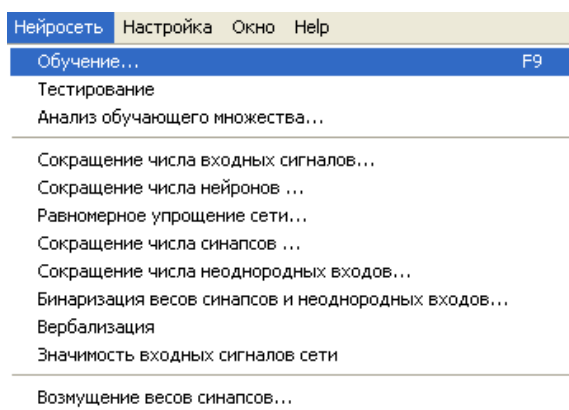 Нейросеть Настройка Окно Help
Обучение... F9
Тестирование
Анализ обучающего множества...
Сокращение числа входных сигналов...
Сокращение числа нейронов ...
Равномерное упрощение сети...
Сокращение числа синапсов ...
Сокращение числа неоднородных входов...
Бинаризация весов синапсов и неоднородных входов...
Вербализация
Значимость входных сигналов сети
Возмущение весов синапсов...